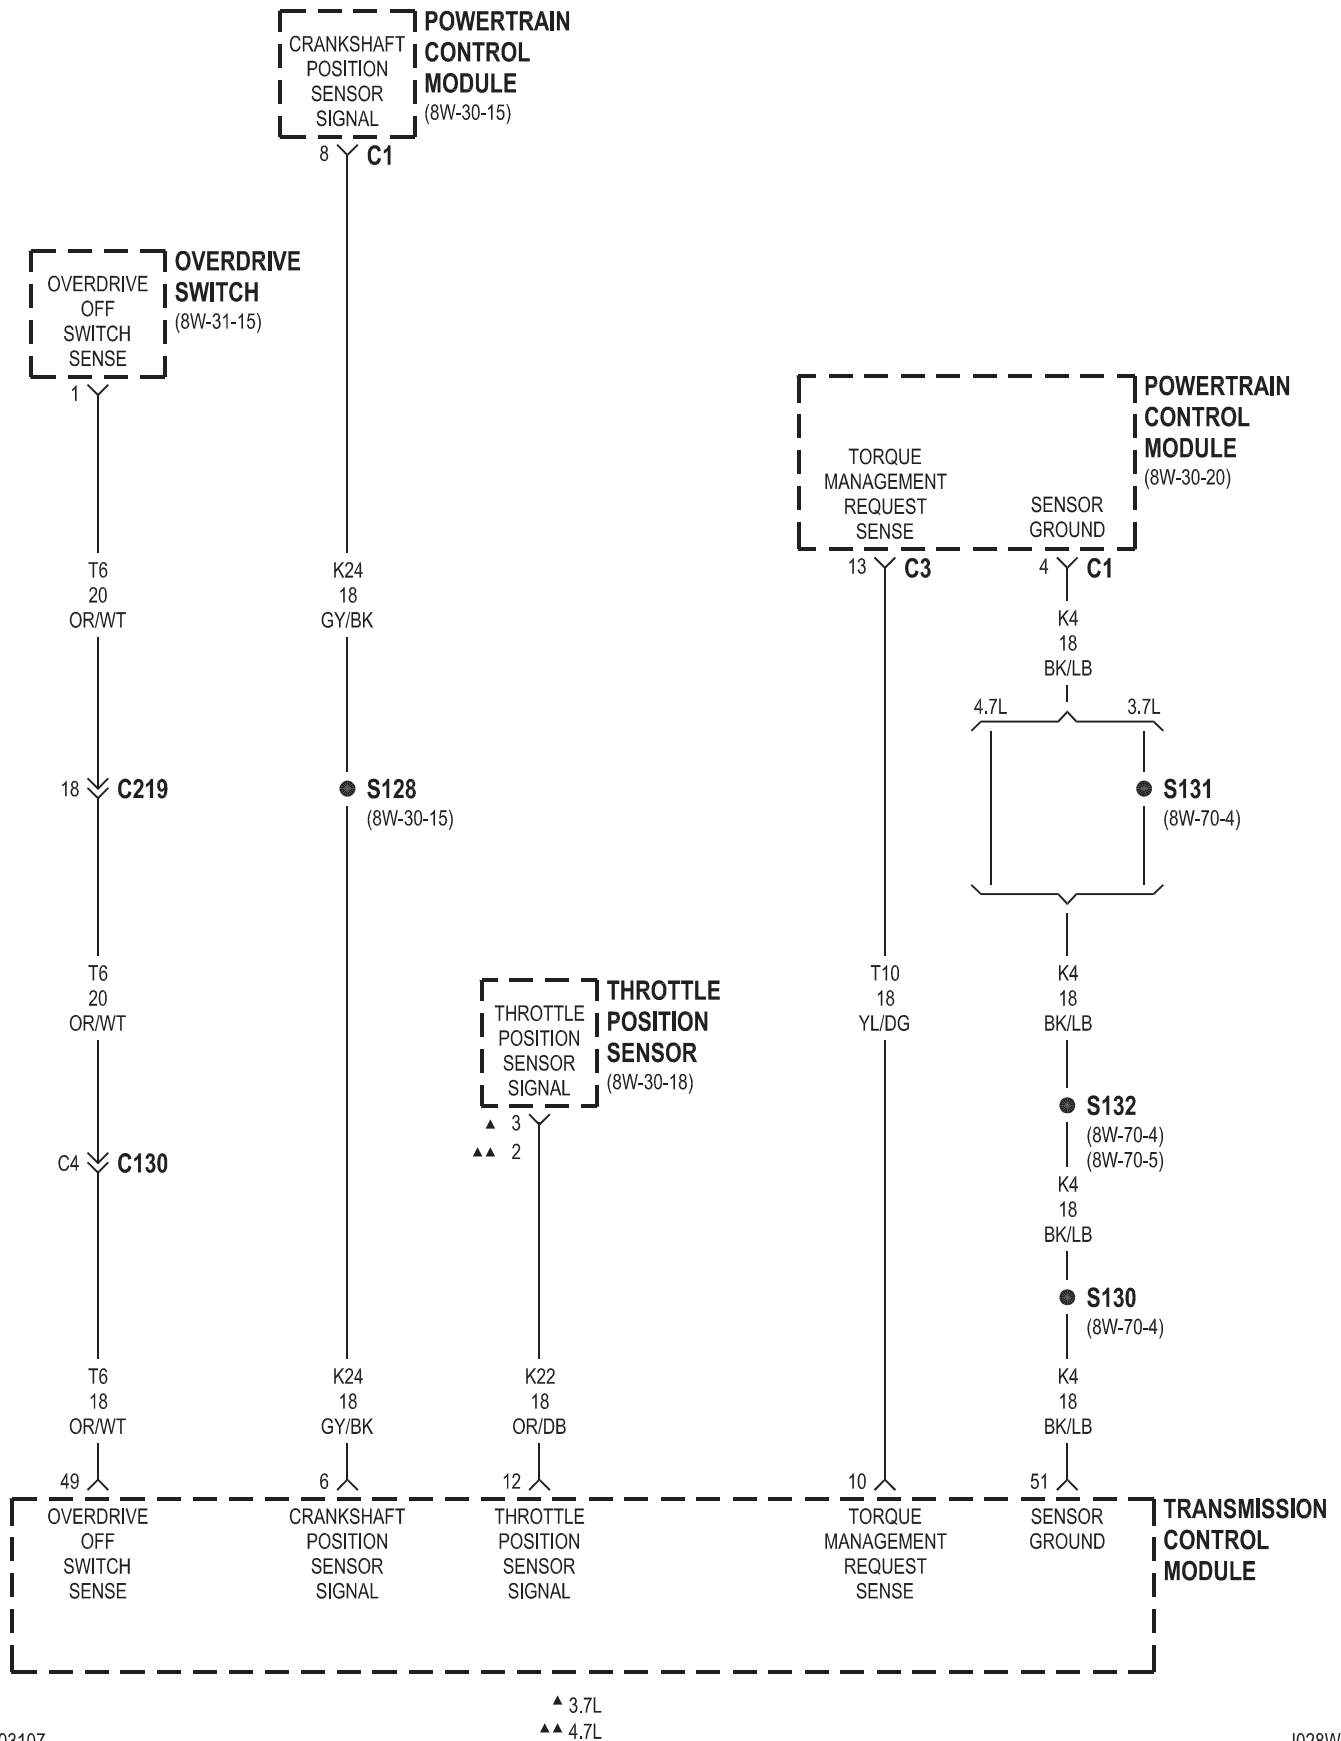 CRANKSHAFT
POSITION
SENSOR
SIGNAL
POWERTRAIN
CONTROL
MODULE
(8W-30-15)
8
C1
OVERDRIVE
OFF
SWITCH
SENSE
OVERDRIVE
SWITCH
(8W-31-15)
1
TORQUE
MANAGEMENT
REQUEST
SENSE
SENSOR
GROUND
POWERTRAIN
CONTROL
MODULE
(8W-30-20)
13
C3
4
C1
T6
20
OR/WT
K24
18
GY/BK
K4
18
BK/LB
4.7L
3.7L
18
C219
S128
(8W-30-15)
S131
(8W-70-4)
T6
20
OR/WT
THROTTLE
POSITION
SENSOR
SIGNAL
THROTTLE
POSITION
SENSOR
(8W-30-18)
▲ 3
▲▲ 2
T10
18
YL/DG
K4
18
BK/LB
S132
(8W-70-4)
(8W-70-5)
C4
C130
K4
18
BK/LB
S130
(8W-70-4)
T6
18
OR/WT
K24
18
GY/BK
K22
18
OR/DB
K4
18
BK/LB
49
6
12
10
51
OVERDRIVE
OFF
SWITCH
SENSE
CRANKSHAFT
POSITION
SENSOR
SIGNAL
THROTTLE
POSITION
SENSOR
SIGNAL
TORQUE
MANAGEMENT
REQUEST
SENSE
SENSOR
GROUND
TRANSMISSION
CONTROL
MODULE
▲ 3.7L
▲▲ 4.7L